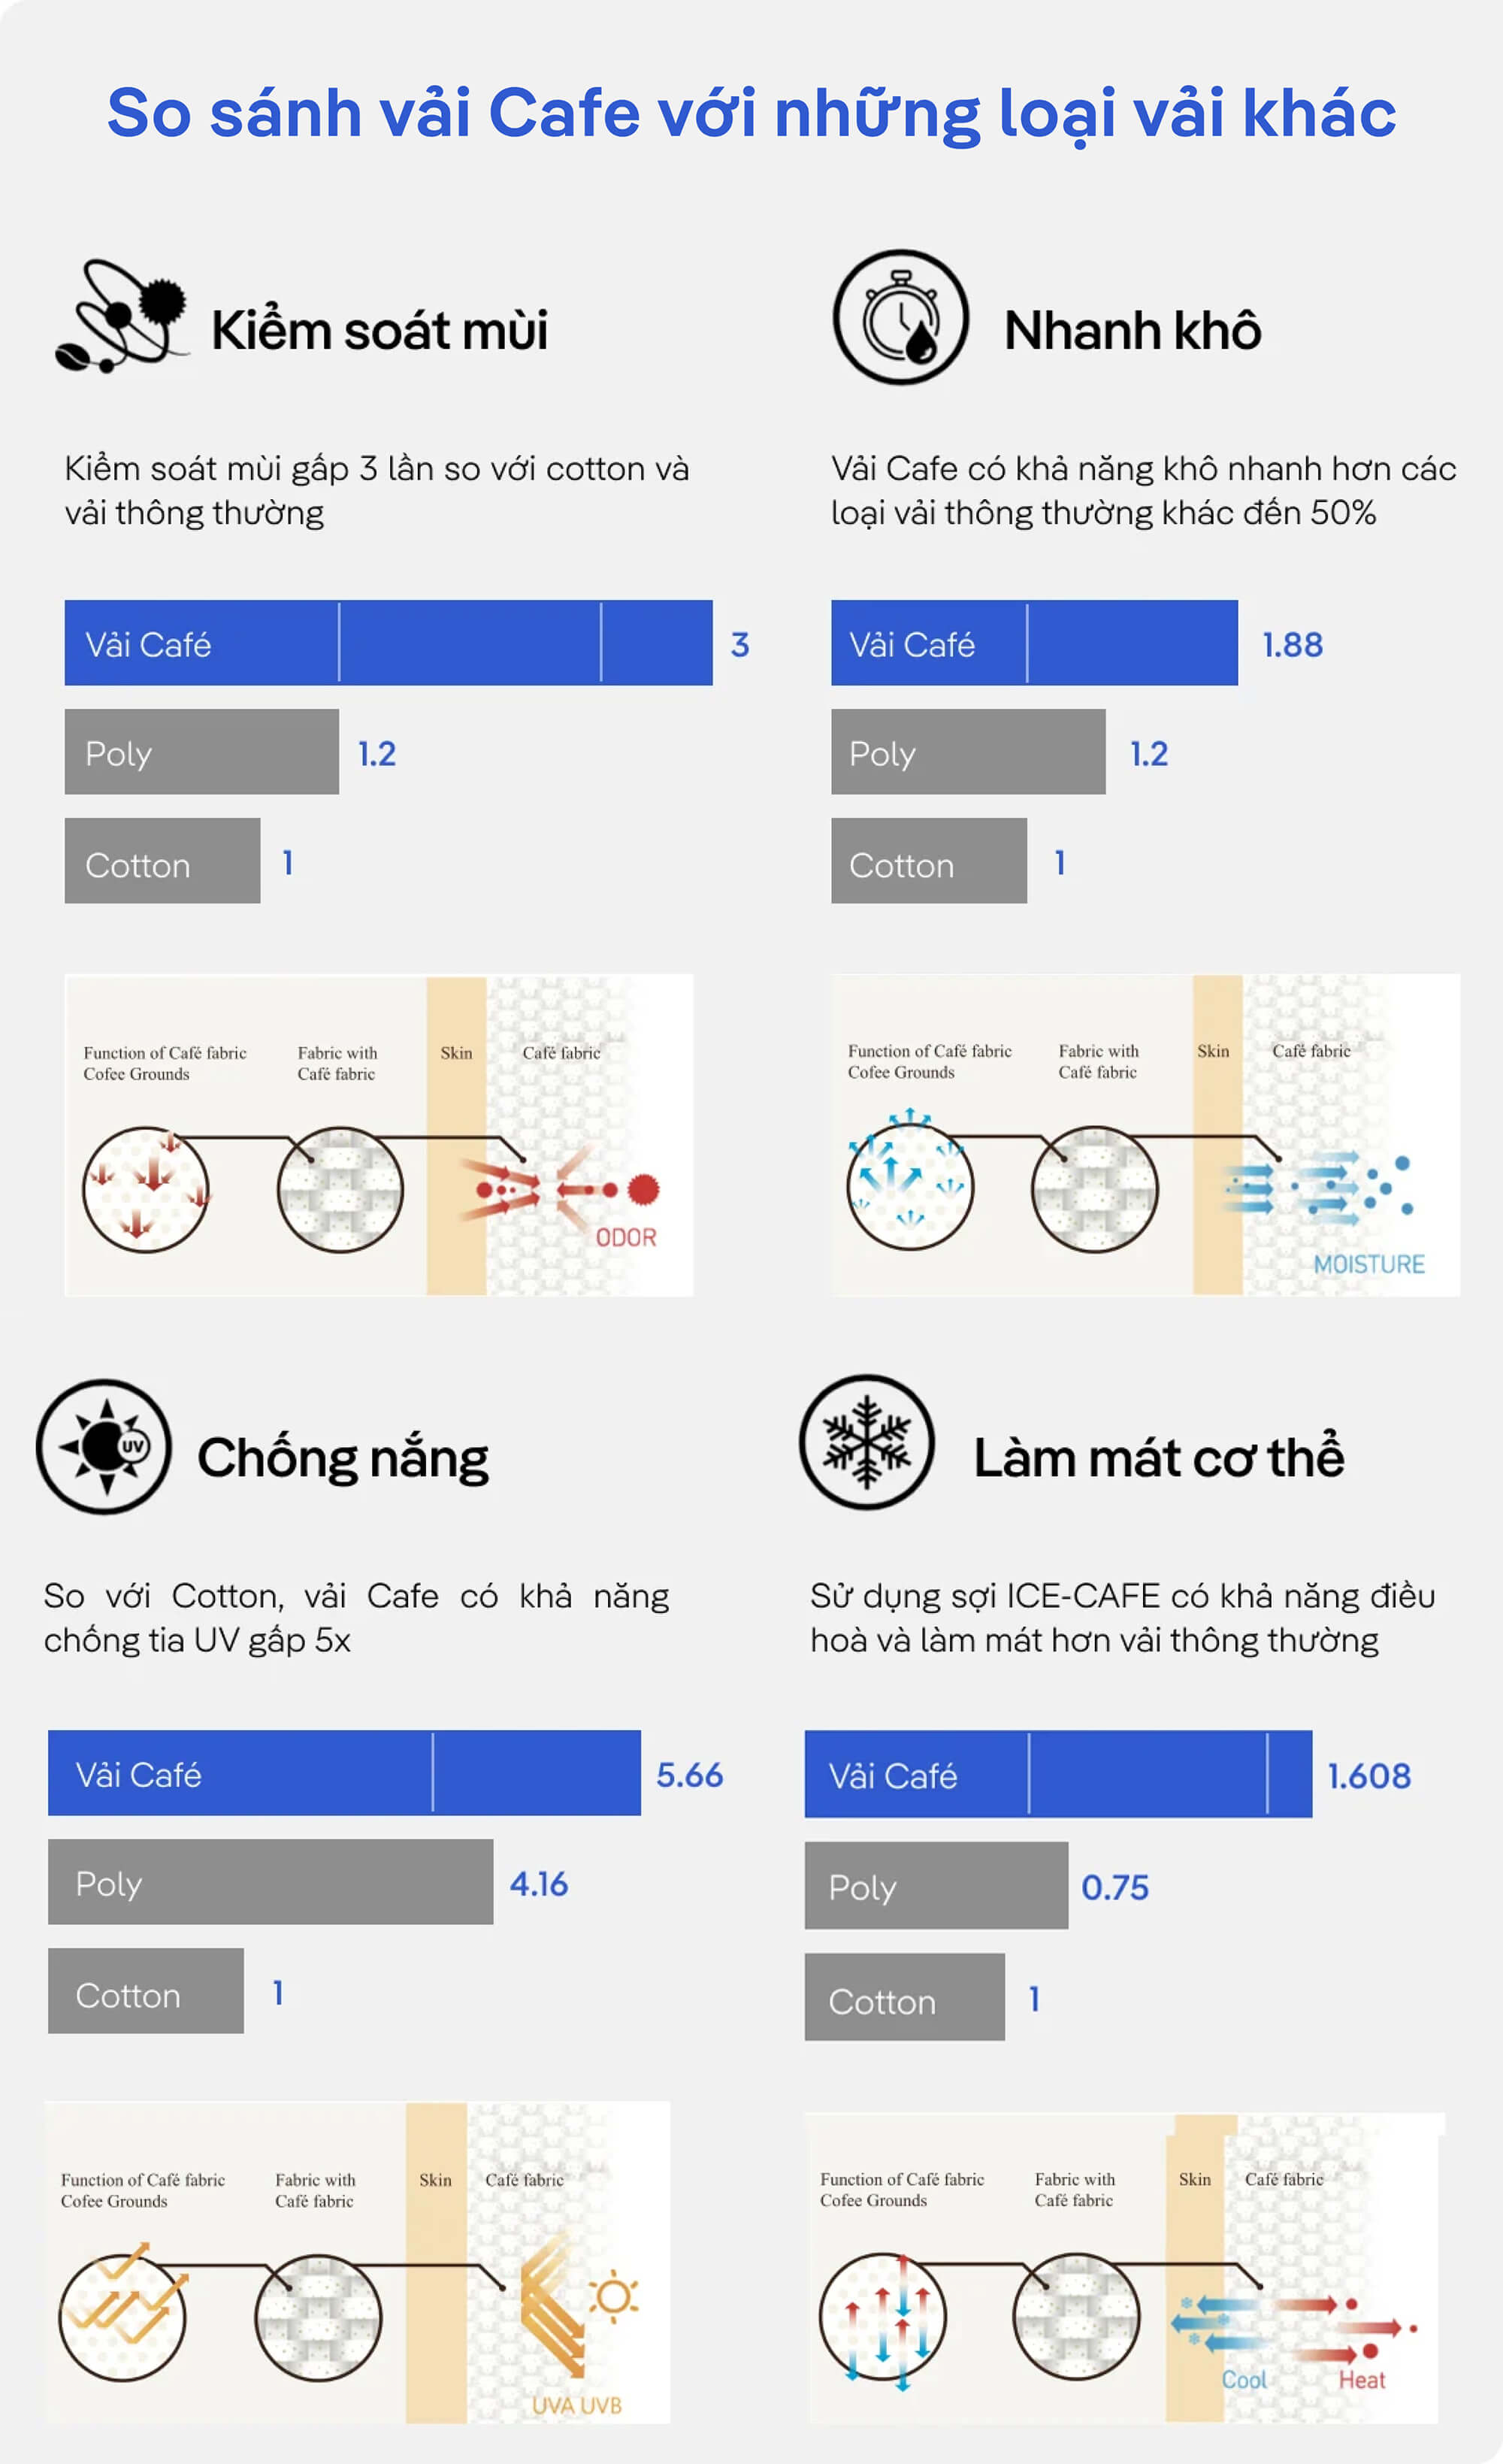 So sánh vải Cafe với những loại vải khác
Kiểm soát mùi
Kiểm soát mùi gấp 3 lần so với cotton và
vải thông thường
Vải Café
3
Poly
1.2
Cotton
1
Function of Café fabric
Cofee Grounds
Fabric with
Café fabric
Skin
Café fabric
ODOR
Nhanh khô
Vải Cafe có khả năng khô nhanh hơn các
loại vải thông thường khác đến 50%
Vải Café
1.88
Poly
1.2
Cotton
1
Function of Café fabric
Cofee Grounds
Fabric with
Café fabric
Skin
Café fabric
MOISTURE
UV
Chống nắng
So với Cotton, vải Cafe có khả năng
chống tia UV gấp 5x
Vải Café
5.66
Poly
4.16
Cotton
1
Function of Café fabric
Cofee Grounds
Fabric with
Café fabric
Skin
Café fabric
UVA UVB
Làm mát cơ thể
Sử dụng sợi ICE-CAFE có khả năng điều
hoà và làm mát hơn vải thông thường
Vải Café
1.608
Poly
0.75
Cotton
1
Function of Café fabric
Cofee Grounds
Fabric with
Café fabric
Skin
Café fabric
Cool
Heat